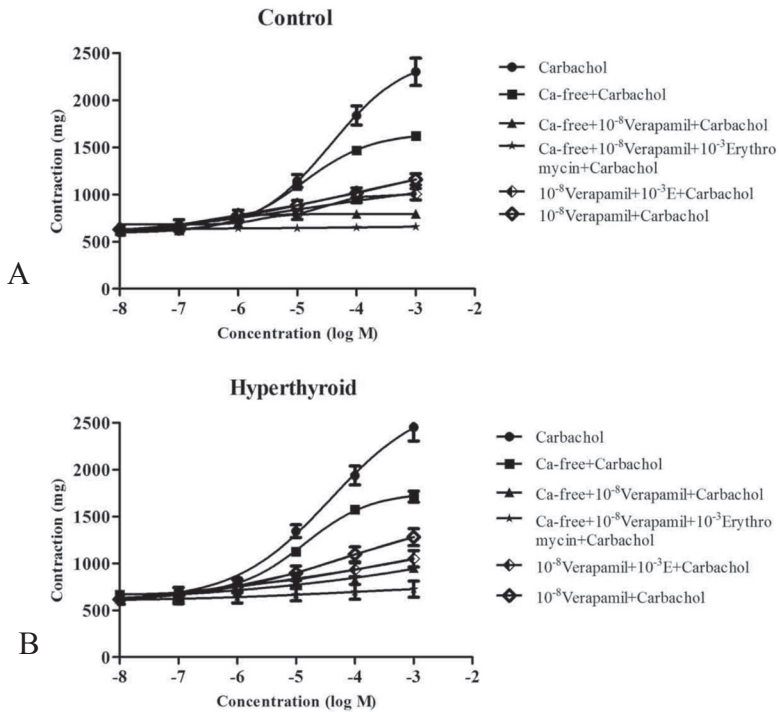 Control
2500
2000
1500
1000
500
0
Contraction (mg)
-8 -7 -6 -5 -4 -3 -2
Concentration (log M)
Carbachol
Ca-free+Carbachol
Ca-free+10⁻⁸Verapamil+Carbachol
Ca-free+10⁻⁸Verapamil+10⁻³Erythro
mycin+Carbachol
10⁻⁸Verapamil+10⁻³E+Carbachol
10⁻⁸Verapamil+Carbachol
A
Hyperthyroid
2500
2000
1500
1000
500
0
Contraction (mg)
-8 -7 -6 -5 -4 -3 -2
Concentration (log M)
Carbachol
Ca-free+Carbachol
Ca-free+10⁻⁸Verapamil+Carbachol
Ca-free+10⁻⁸Verapamil+10⁻³Erythro
mycin+Carbachol
10⁻⁸Verapamil+10⁻³E+Carbachol
10⁻⁸Verapamil+Carbachol
B